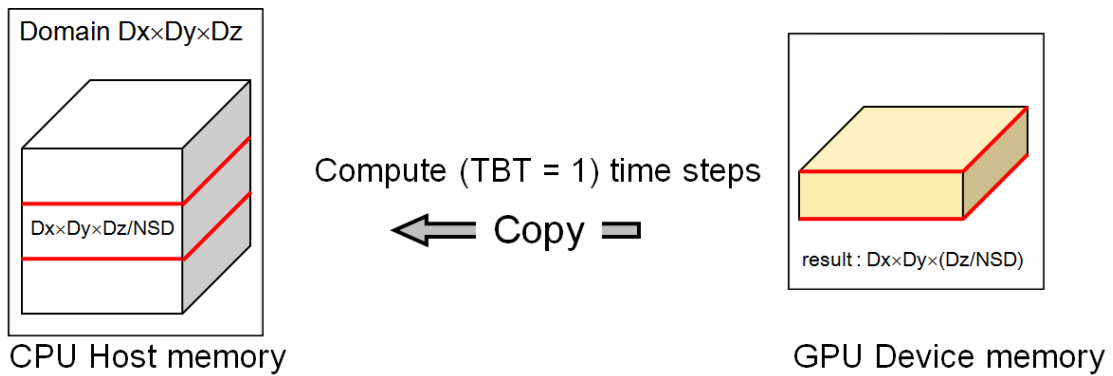 Domain Dx×Dy×Dz
Dx×Dy×Dz/NSD
CPU Host memory
Compute (TBT = 1) time steps
Copy
result : Dx×Dy×(Dz/NSD)
GPU Device memory